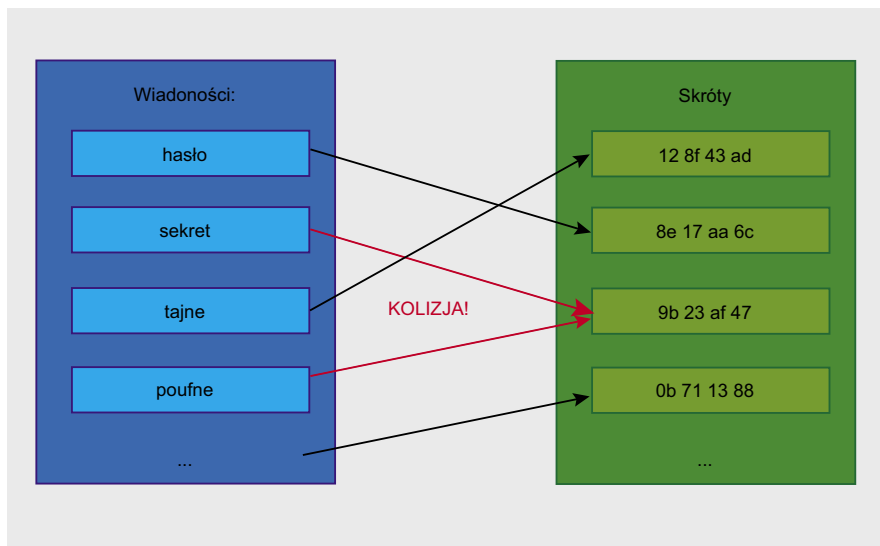 Wiadoności:
hasło
sekret
tajne
poufne
...
KOLIZJA!
Skróty
12 8f 43 ad
8e 17 aa 6c
9b 23 af 47
0b 71 13 88
...